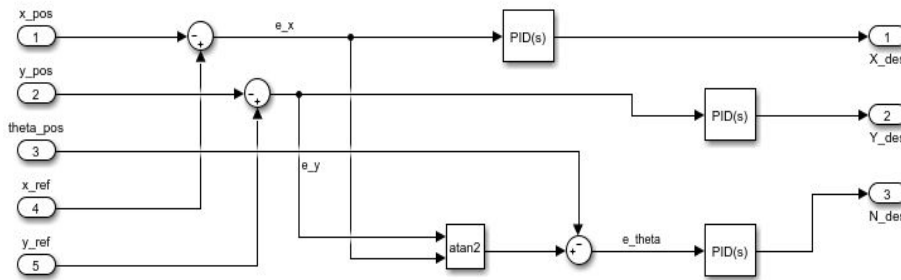 x_pos
1
-
+
e_x
PID(s)
1
X_des
y_pos
2
-
+
PID(s)
2
Y_des
theta_pos
3
e_y
x_ref
4
y_ref
5
atan2
+
-
e_theta
PID(s)
3
N_des